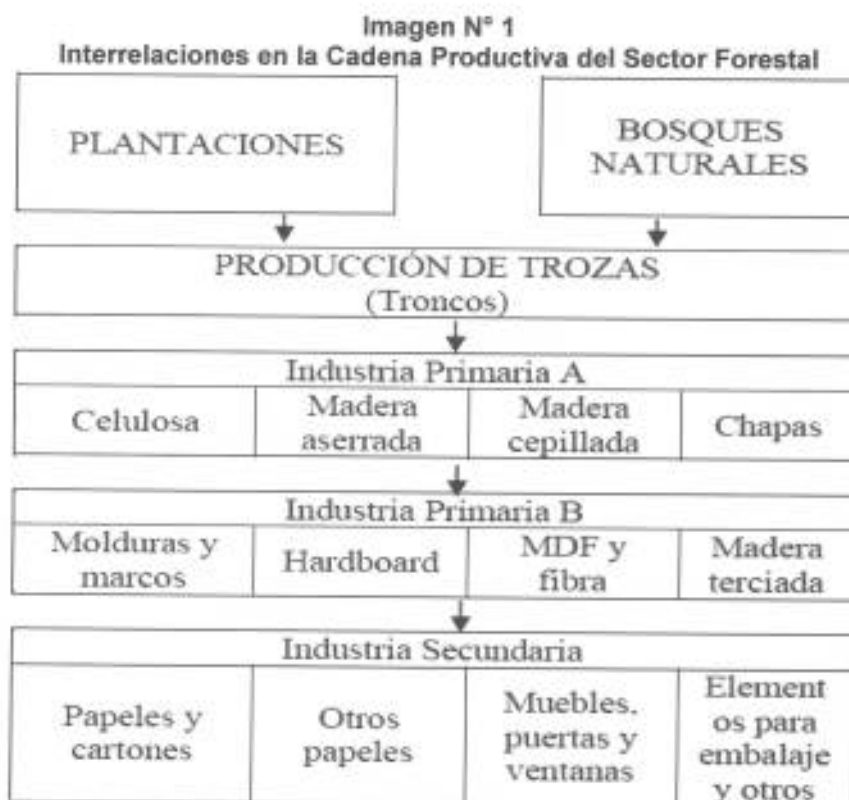 Imagen N° 1
Interrelaciones en la Cadena Productiva del Sector Forestal
PLANTACIONES
BOSQUES
NATURALES
PRODUCCIÓN DE TROZAS
(Troncos)
Industria Primaria A
Celulosa
Madera
aserrada
Madera
cepillada
Chapas
Industria Primaria B
Molduras y
marcos
Hardboard
MDF y
fibra
Madera
terciada
Industria Secundaria
Papeles y
cartones
Otros
papeles
Muebles,
puertas y
ventanas
Element
os para
embalaje
y otros